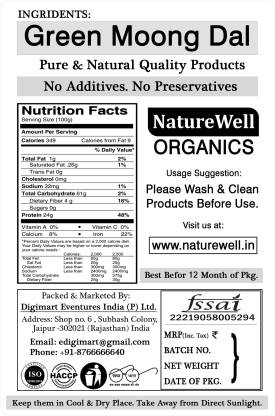 INGRIDENTS:
Green Moong Dal
Pure & Natural Quality Products
No Additives. No Preservatives
Nutrition Facts
Serving Size (100g)
Amount Per Serving
Calories 349 Calories from Fat 9
% Daily Value*
Total Fat 1g 2%
Saturated Fat .26g 1%
Trans Fat 0g
Cholesterol 0mg
Sodium 32mg 1%
Total Carbohydrate 61g 2%
Dietary Fiber 4 g 16%
Sugars 0g
Protein 24g 48%
Vitamin A 0% • Vitamin C 0%
Calcium 8% • Iron 22%
*Percent Daily Values are based on a 2,000 calorie diet.
Your Daily Values may be higher or lower depending on
your calorie needs:
Calories: 2,000 2,500
Total Fat Less than 65g 80g
Sat Fat Less than 20g 25g
Cholesterol Less than 300mg 300mg
Sodium Less than 2400mg 2400mg
Total Carbohydrate 300g 375g
Dietary Fiber 25g 30g
NatureWell
ORGANICS
Usage Suggestion:
Please Wash & Clean
Products Before Use.
Visit us at:
www.naturewell.in
Best Befor 12 Month of Pkg.
Packed & Marketed By:
Digimart Eventures India (P) Ltd.
Address: Shop no. 6 , Subhash Colony,
Jaipur -302021 (Rajasthan) India
Email: edigimart@gmail.com
Phone: +91-8766666640
ISO
HACCP
fssai
22219058005294
MRP(Inc. Tax) ₹
BATCH NO.
NET WEIGHT
DATE OF PKG.
Keep them in Cool & Dry Place. Take Away from Direct Sunlight.